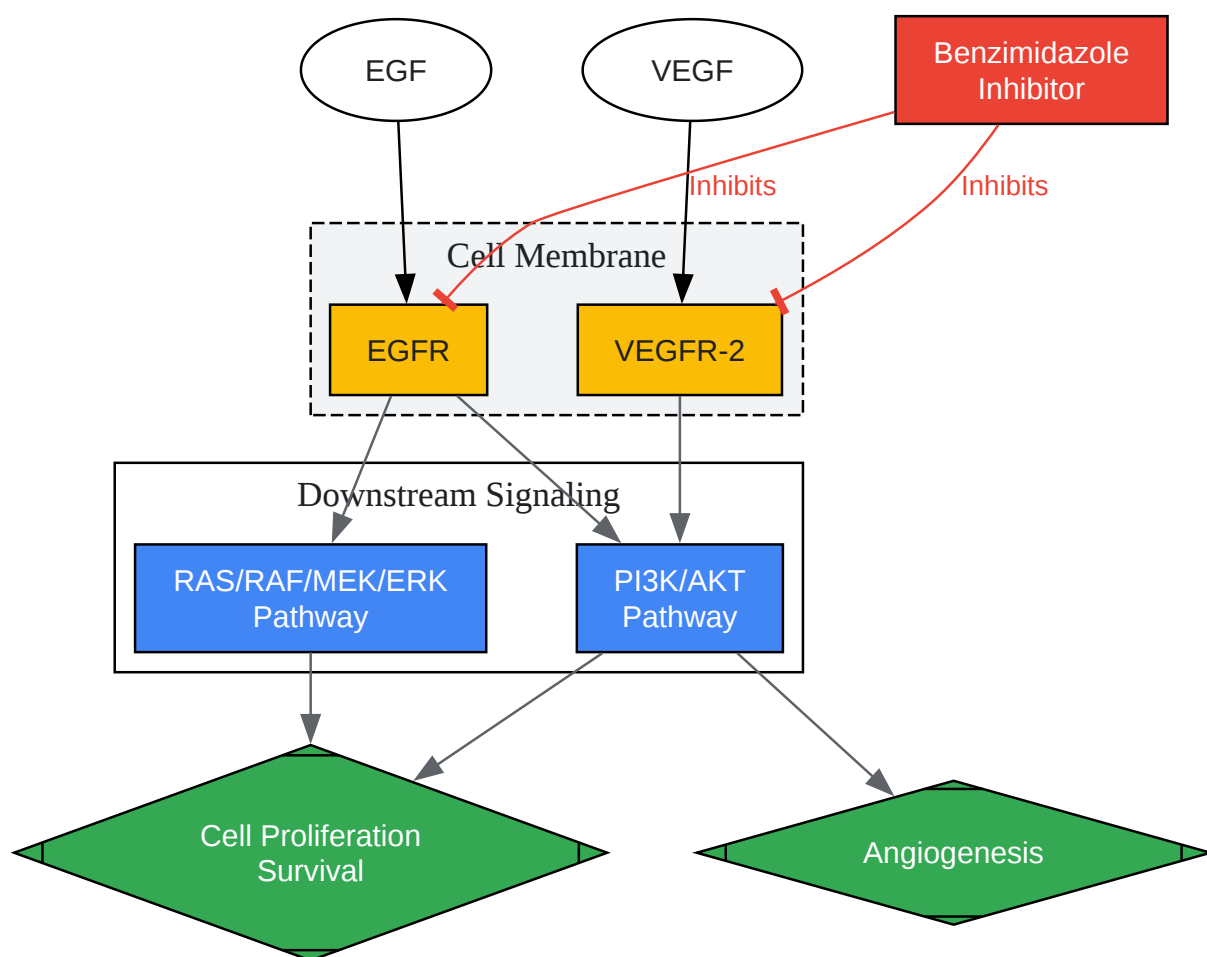 EGF
VEGF
Benzimidazole
Inhibitor
Inhibits
Inhibits
Cell Membrane
EGFR
VEGFR-2
Downstream Signaling
RAS/RAF/MEK/ERK
Pathway
PI3K/AKT
Pathway
Cell Proliferation
Survival
Angiogenesis